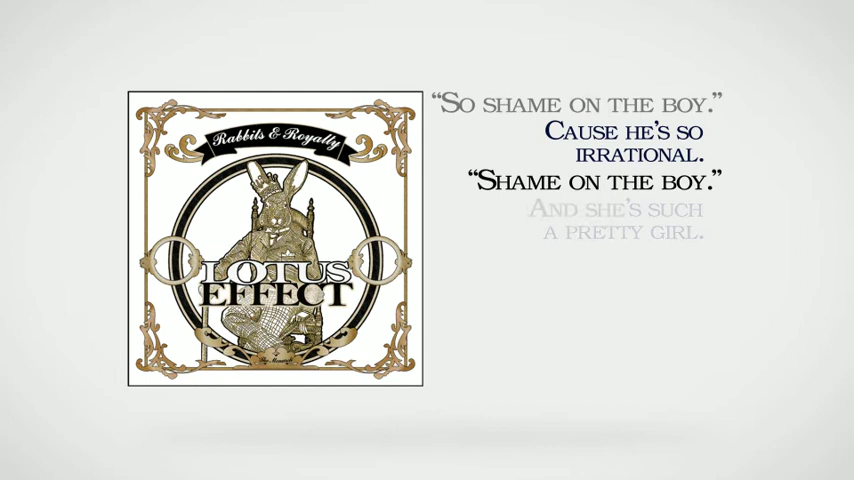 Rabbits & Royalty
LOTUS
EFFECT
“SO SHAME ON THE BOY.”
CAUSE HE’S SO
IRRATIONAL.
“SHAME ON THE BOY.”
AND SHE’S SUCH
A PRETTY GIRL.